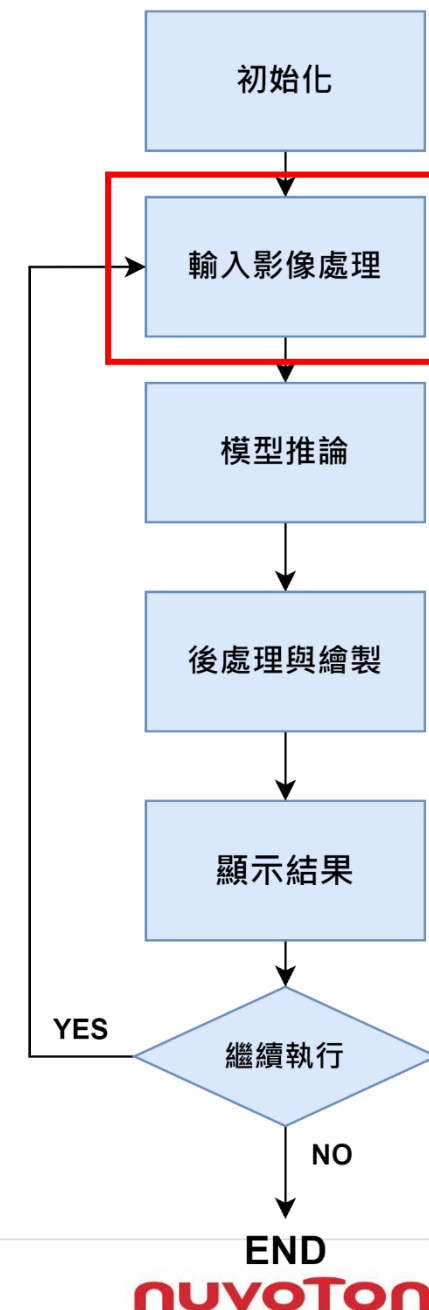 初始化
輸入影像處理
模型推論
後處理與繪製
顯示結果
繼續執行
YES
NO
END
nuvoTon